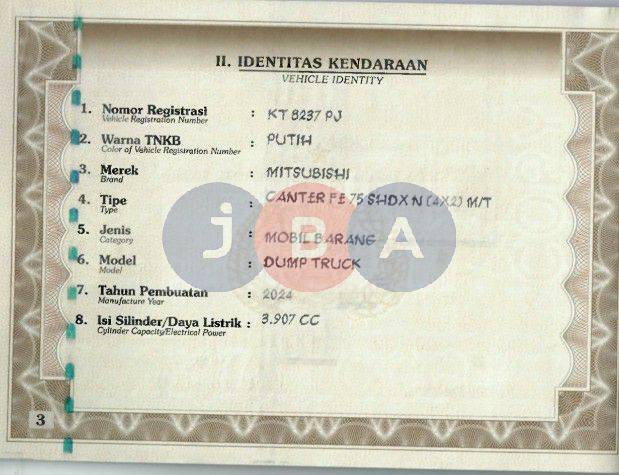 II. IDENTITAS KENDARAAN
VEHICLE IDENTITY
1. Nomor Registrasi : KT 8237 PJ
Vehicle Registration Number
2. Warna TNKB : PUTIH
Color of Vehicle Registration Number
3. Merek : MITSUBISHI
Brand
4. Tipe : CANTER FE 75 SHDX N (4X2) M/T
Type
5. Jenis : MOBIL BARANG
Category
6. Model : DUMP TRUCK
Model
7. Tahun Pembuatan : 2024
Manufacture Year
8. Isi Silinder/Daya Listrik : 3.907 CC
Cylinder Capacity/Electrical Power
JBA
3